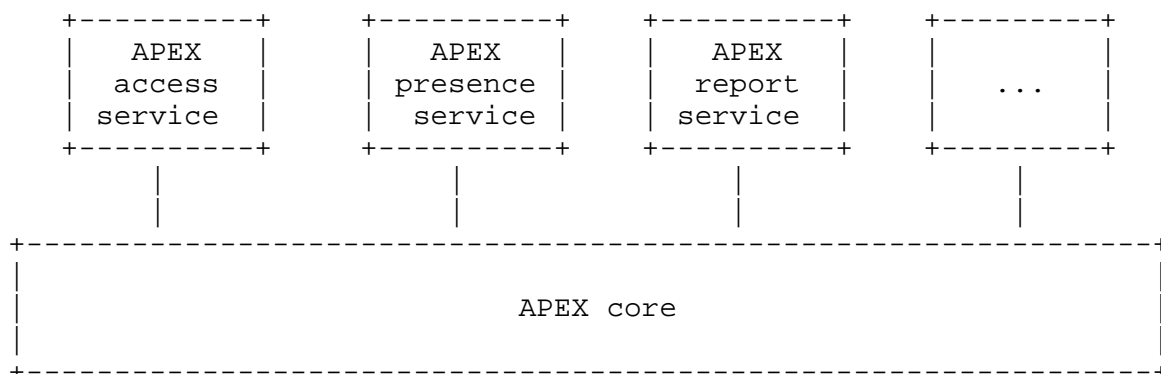 APEX APEX APEX
access presence report ...
service service service
APEX core